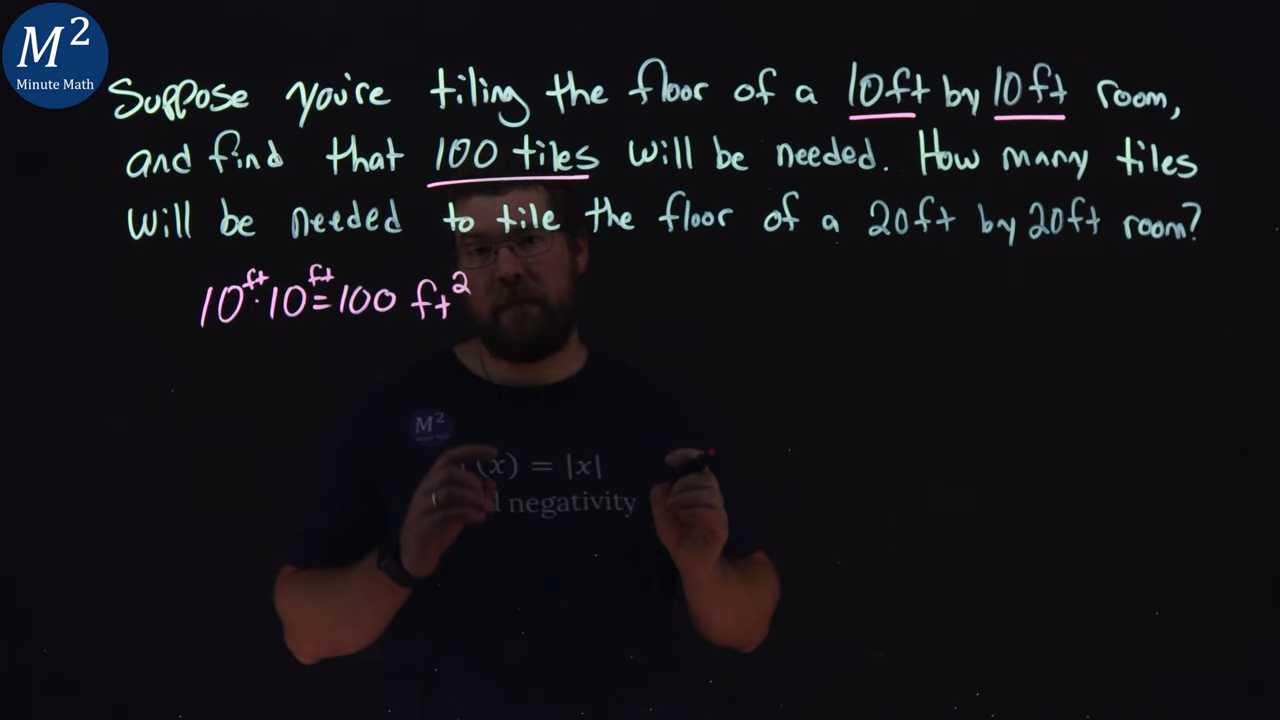 M²
Minute Math
Suppose you're tiling the floor of a 10ft by 10ft room,
and find that 100 tiles will be needed. How many tiles
will be needed to tile the floor of a 20ft by 20ft room?
10ft · 10ft = 100 ft²
M²
(x) = |x|
negativity